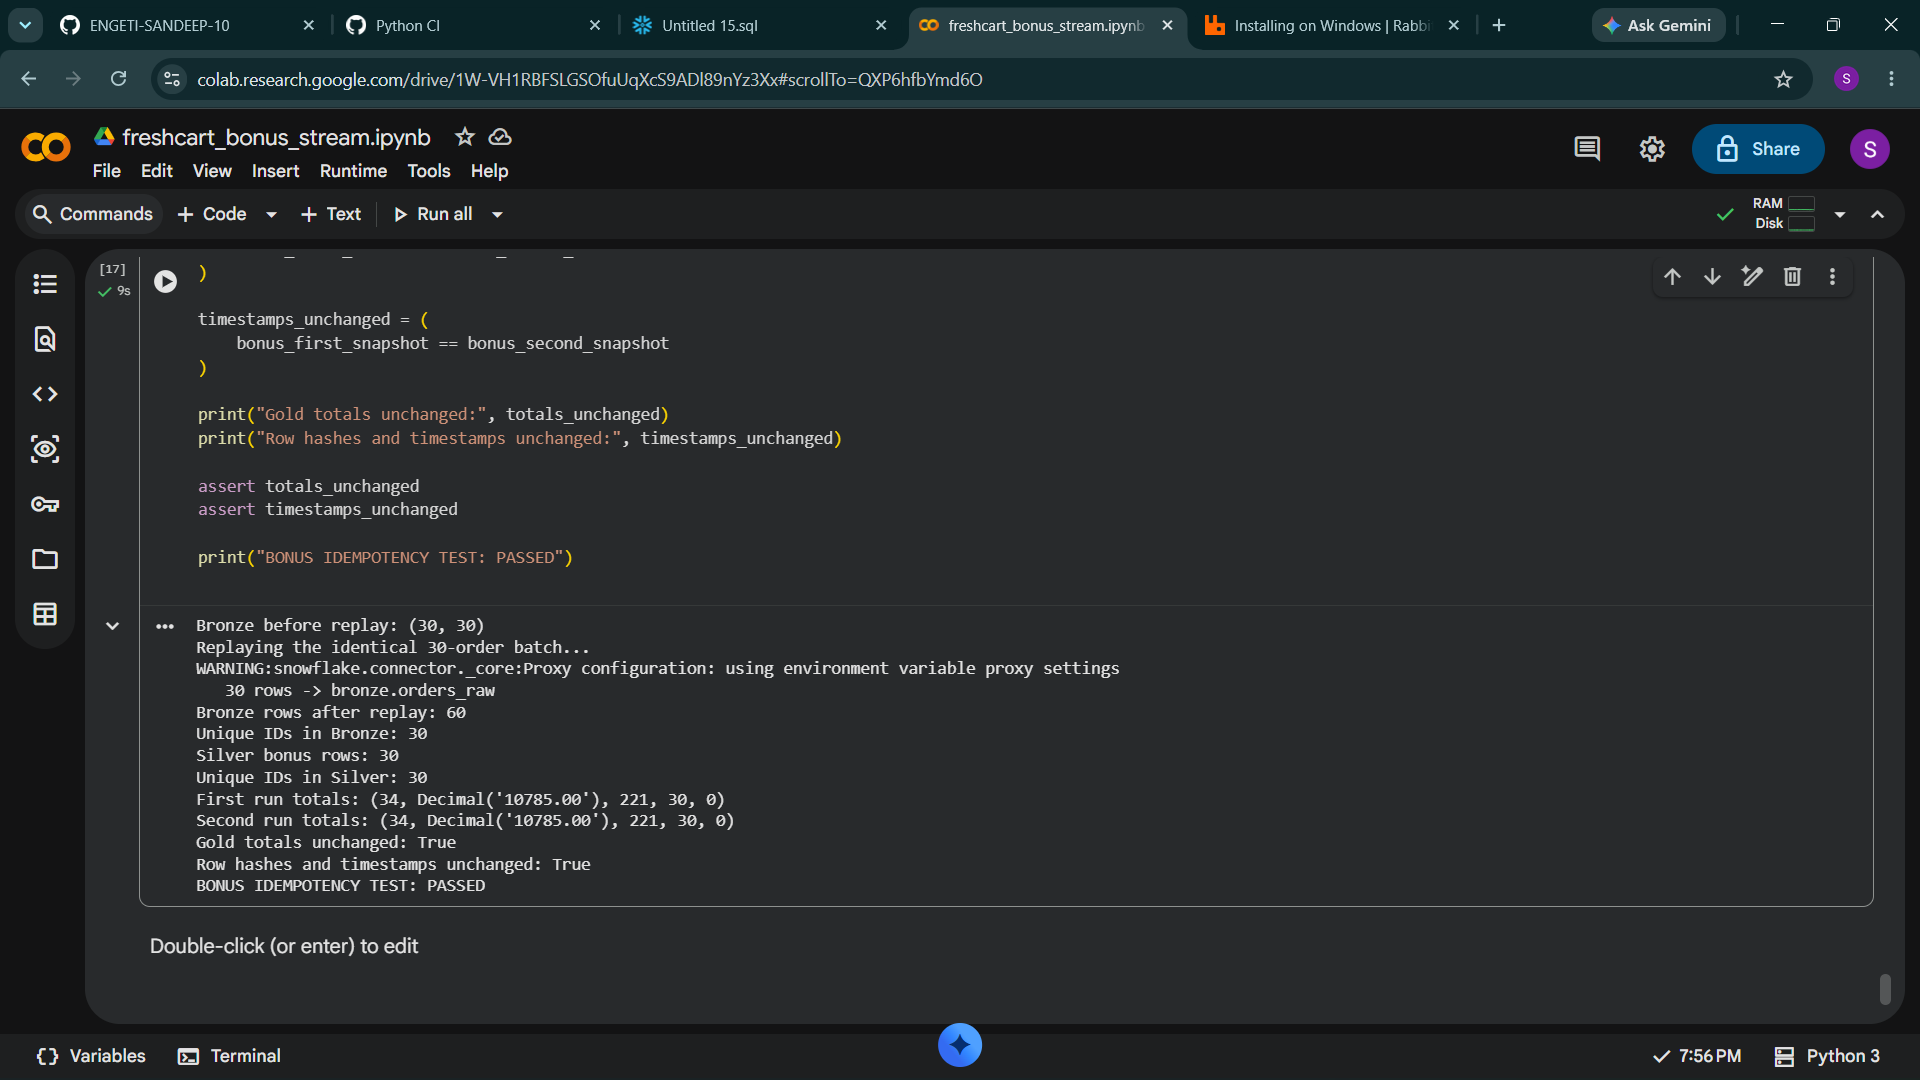 ENGETI-SANDEEP-10
Python CI
Untitled 15.sql
freshcart_bonus_stream.ipynb
Installing on Windows | Rabbi
Ask Gemini
colab.research.google.com/drive/1W-VH1RBFSLGSOfuUqXcS9ADl89nYz3Xx#scrollTo=QXP6hfbYmd6O
S
freshcart_bonus_stream.ipynb
Share
S
File Edit View Insert Runtime Tools Help
Commands + Code + Text Run all
RAM
Disk
[17]
9s
)
timestamps_unchanged = (
bonus_first_snapshot == bonus_second_snapshot
)
print("Gold totals unchanged:", totals_unchanged)
print("Row hashes and timestamps unchanged:", timestamps_unchanged)
assert totals_unchanged
assert timestamps_unchanged
print("BONUS IDEMPOTENCY TEST: PASSED")
Bronze before replay: (30, 30)
Replaying the identical 30-order batch...
WARNING:snowflake.connector._core:Proxy configuration: using environment variable proxy settings
30 rows -> bronze.orders_raw
Bronze rows after replay: 60
Unique IDs in Bronze: 30
Silver bonus rows: 30
Unique IDs in Silver: 30
First run totals: (34, Decimal('10785.00'), 221, 30, 0)
Second run totals: (34, Decimal('10785.00'), 221, 30, 0)
Gold totals unchanged: True
Row hashes and timestamps unchanged: True
BONUS IDEMPOTENCY TEST: PASSED
Double-click (or enter) to edit
{} Variables
Terminal
7:56 PM
Python 3